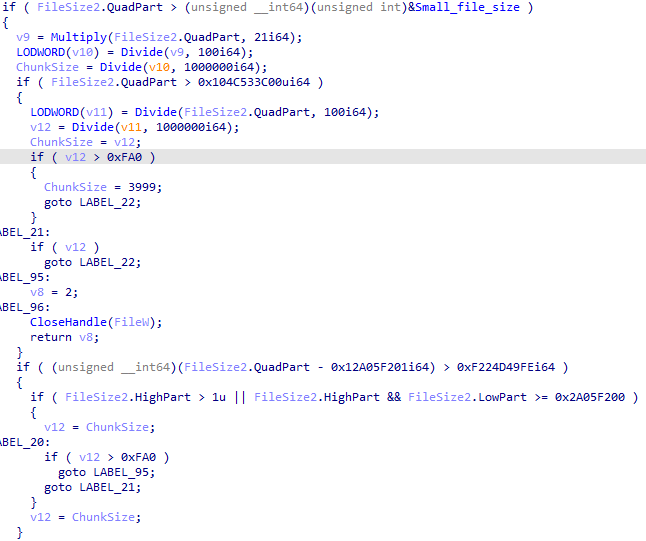 if ( FileSize2.QuadPart > (unsigned __int64)(unsigned int)&Small_file_size )
{
v9 = Multiply(FileSize2.QuadPart, 21i64);
LODWORD(v10) = Divide(v9, 100i64);
ChunkSize = Divide(v10, 1000000i64);
if ( FileSize2.QuadPart > 0x104C533C00ui64 )
{
LODWORD(v11) = Divide(FileSize2.QuadPart, 100i64);
v12 = Divide(v11, 1000000i64);
ChunkSize = v12;
if ( v12 > 0xFA0 )
{
ChunkSize = 3999;
goto LABEL_22;
}
ABEL_21:
if ( v12 )
goto LABEL_22;
ABEL_95:
v8 = 2;
ABEL_96:
CloseHandle(FileW);
return v8;
}
if ( (unsigned __int64)(FileSize2.QuadPart - 0x12A05F201i64) > 0xF224D49FEi64 )
{
if ( FileSize2.HighPart > 1u || FileSize2.HighPart && FileSize2.LowPart >= 0x2A05F200 )
{
v12 = ChunkSize;
ABEL_20:
if ( v12 > 0xFA0 )
goto LABEL_95;
goto LABEL_21;
}
v12 = ChunkSize;
}